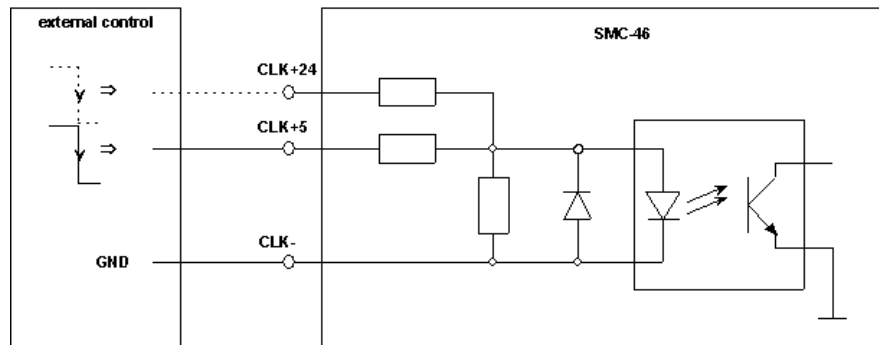 external control
SMC-46
CLK+24
CLK+5
CLK-
GND